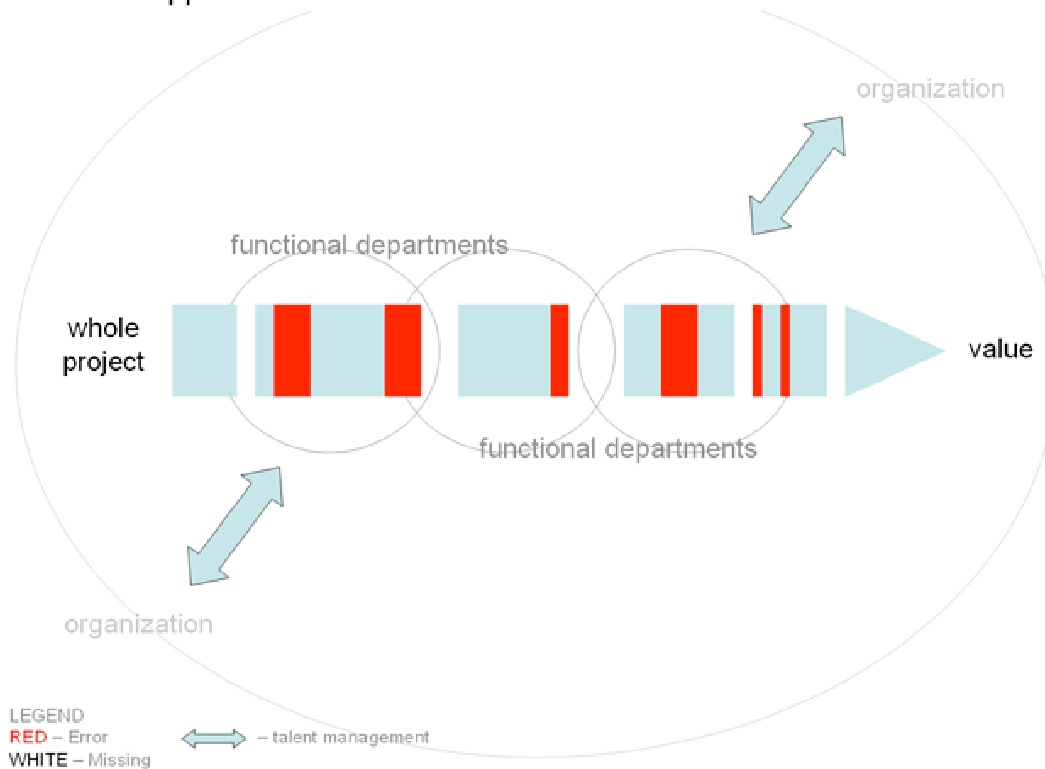 organization
functional departments
whole
project
value
functional departments
organization
LEGEND
RED – Error
– talent management
WHITE – Missing